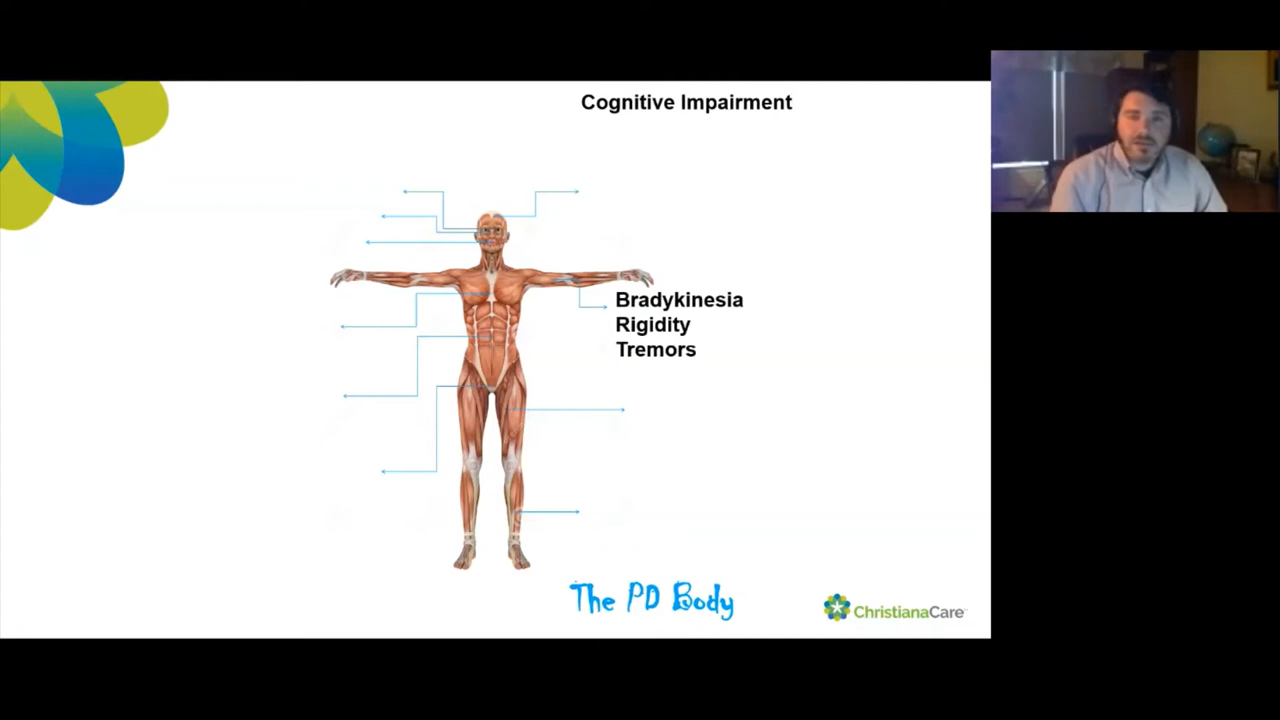 Cognitive Impairment
Bradykinesia
Rigidity
Tremors
The PD Body
ChristianaCare